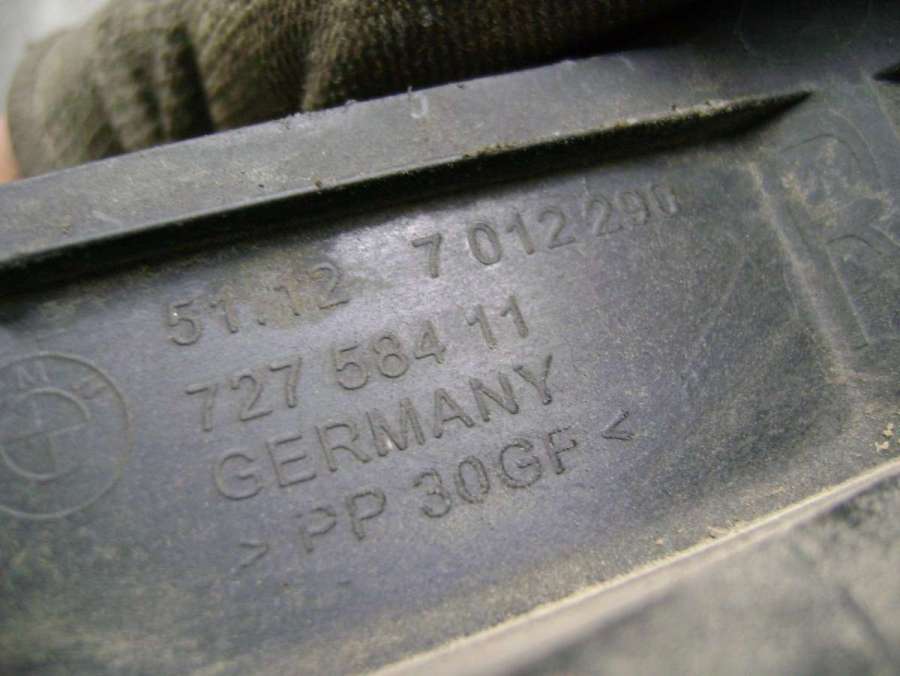 51.12 7 012 290
727 584 11
GERMANY
> PP 30GF <